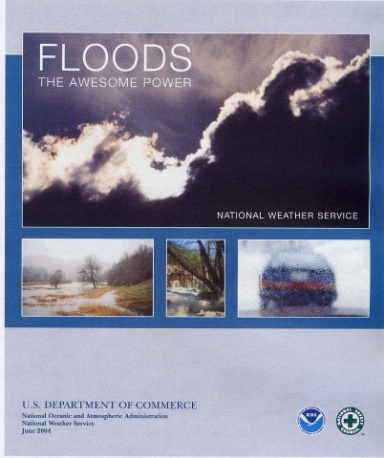 FLOODS
THE AWESOME POWER
NATIONAL WEATHER SERVICE
U.S. DEPARTMENT OF COMMERCE
National Oceanic and Atmospheric Administration
National Weather Service
June 2004